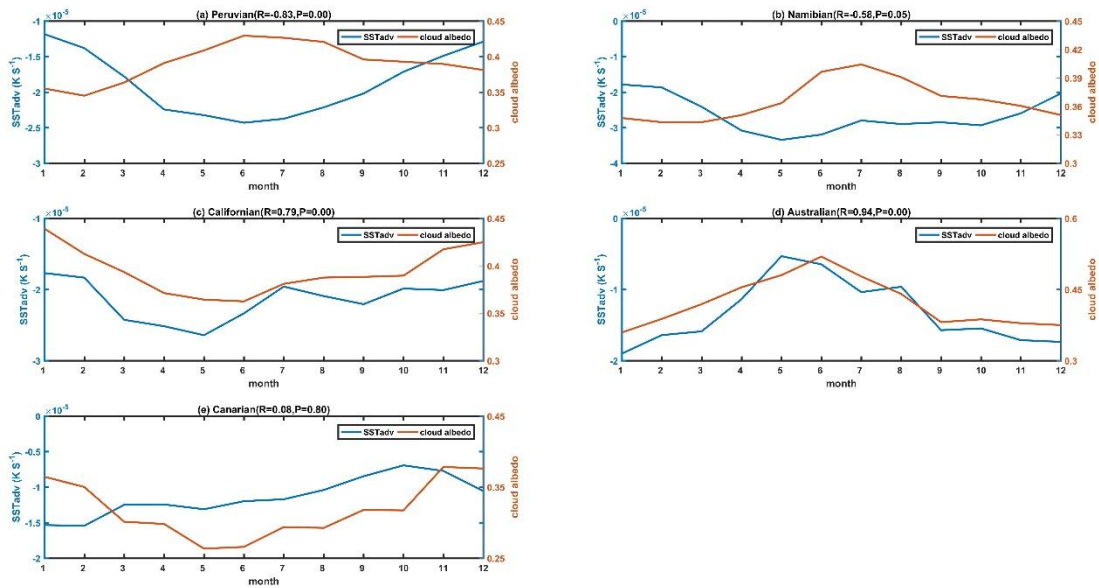 (a) Peruvian(R=-0.83,P=0.00)
×10⁻⁵
SSTadv
cloud albedo
SSTadv (K S⁻¹)
-1
-1.5
-2
-2.5
-3
0.45
0.4
0.35
0.3
0.25
cloud albedo
1 2 3 4 5 6 7 8 9 10 11 12
month
(b) Namibian(R=-0.58,P=0.05)
×10⁻⁵
SSTadv
cloud albedo
SSTadv (K S⁻¹)
0
-1
-2
-3
-4
0.45
0.42
0.39
0.36
0.33
0.3
cloud albedo
1 2 3 4 5 6 7 8 9 10 11 12
month
(c) Californian(R=0.79,P=0.00)
×10⁻⁵
SSTadv
cloud albedo
SSTadv (K S⁻¹)
-1
-2
-3
0.45
0.4
0.35
0.3
cloud albedo
1 2 3 4 5 6 7 8 9 10 11 12
month
(d) Australian(R=0.94,P=0.00)
×10⁻⁵
SSTadv
cloud albedo
SSTadv (K S⁻¹)
0
-1
-2
0.6
0.45
0.3
cloud albedo
1 2 3 4 5 6 7 8 9 10 11 12
month
(e) Canarian(R=0.08,P=0.80)
×10⁻⁵
SSTadv
cloud albedo
SSTadv (K S⁻¹)
0
-0.5
-1
-1.5
-2
0.45
0.35
0.25
cloud albedo
1 2 3 4 5 6 7 8 9 10 11 12
month